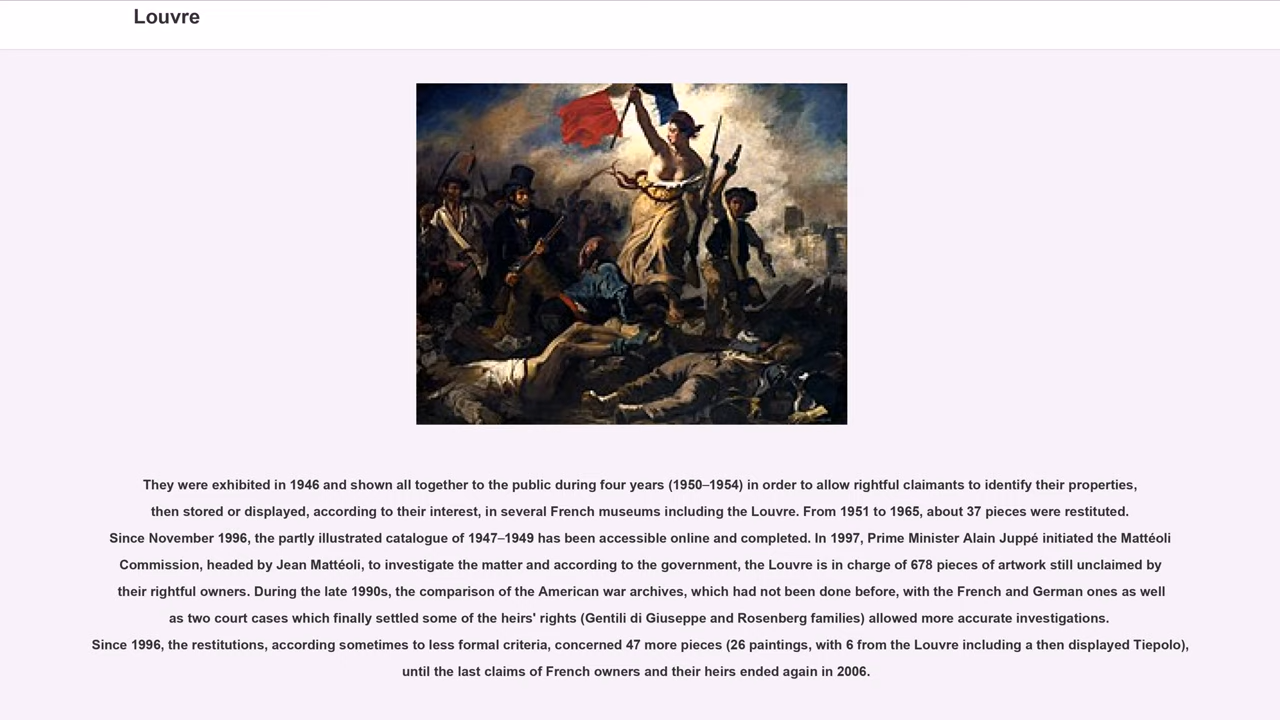 Louvre
They were exhibited in 1946 and shown all together to the public during four years (1950–1954) in order to allow rightful claimants to identify their properties,
then stored or displayed, according to their interest, in several French museums including the Louvre. From 1951 to 1965, about 37 pieces were restituted.
Since November 1996, the partly illustrated catalogue of 1947–1949 has been accessible online and completed. In 1997, Prime Minister Alain Juppé initiated the Mattéoli
Commission, headed by Jean Mattéoli, to investigate the matter and according to the government, the Louvre is in charge of 678 pieces of artwork still unclaimed by
their rightful owners. During the late 1990s, the comparison of the American war archives, which had not been done before, with the French and German ones as well
as two court cases which finally settled some of the heirs' rights (Gentili di Giuseppe and Rosenberg families) allowed more accurate investigations.
Since 1996, the restitutions, according sometimes to less formal criteria, concerned 47 more pieces (26 paintings, with 6 from the Louvre including a then displayed Tiepolo),
until the last claims of French owners and their heirs ended again in 2006.